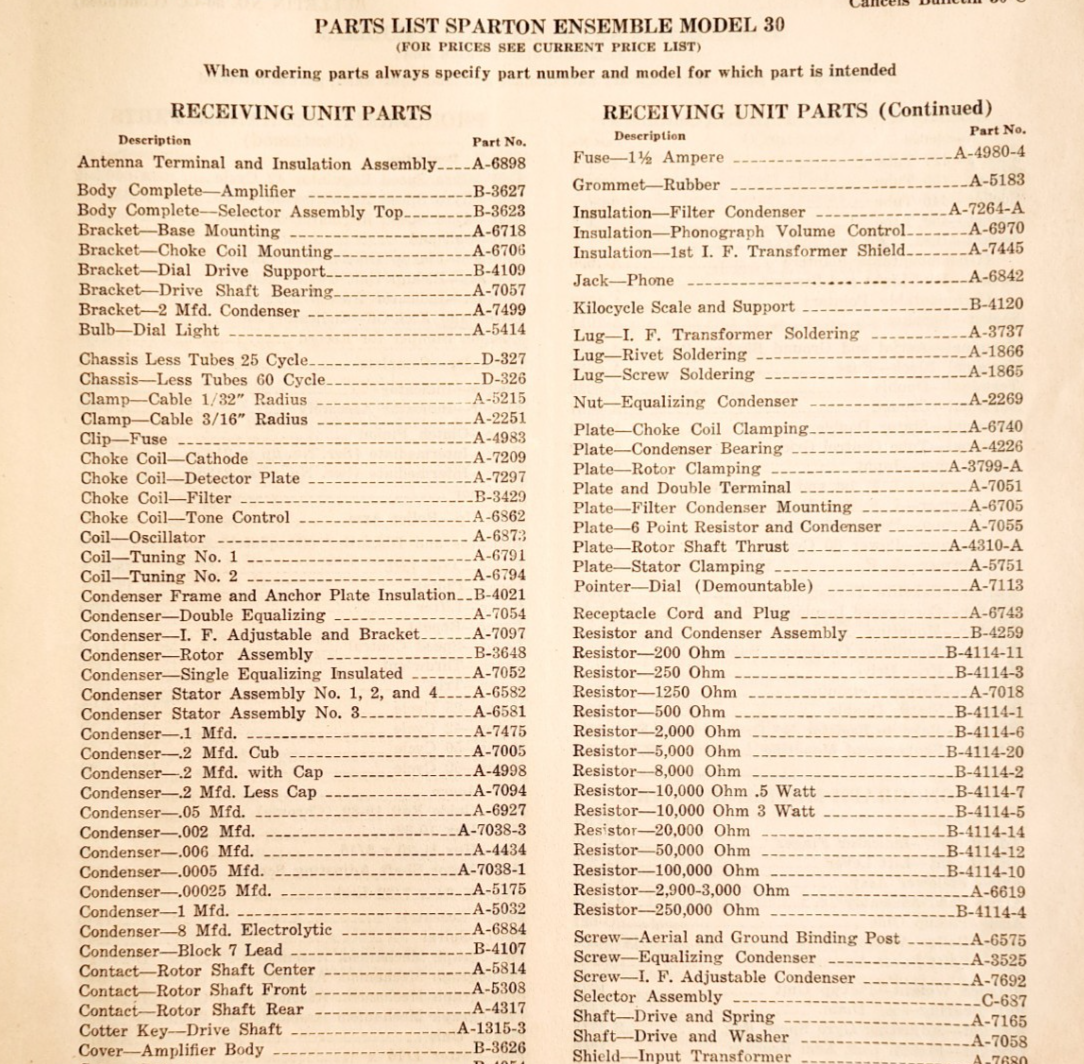 Cancels Bulletin 30-C
PARTS LIST SPARTON ENSEMBLE MODEL 30
(FOR PRICES SEE CURRENT PRICE LIST)
When ordering parts always specify part number and model for which part is intended
RECEIVING UNIT PARTS
Description Part No.
Antenna Terminal and Insulation Assembly----A-6898
Body Complete—Amplifier ----------B-3627
Body Complete—Selector Assembly Top-------B-3623
Bracket—Base Mounting ----------A-6718
Bracket—Choke Coil Mounting----------A-6706
Bracket—Dial Drive Support----------B-4109
Bracket—Drive Shaft Bearing----------A-7057
Bracket—2 Mfd. Condenser ----------A-7499
Bulb—Dial Light ----------A-5414
Chassis Less Tubes 25 Cycle----------D-327
Chassis—Less Tubes 60 Cycle----------D-326
Clamp—Cable 1/32″ Radius ----------A-5215
Clamp—Cable 3/16″ Radius ----------A-2251
Clip—Fuse ----------A-4983
Choke Coil—Cathode ----------A-7209
Choke Coil—Detector Plate ----------A-7297
Choke Coil—Filter ----------B-3429
Choke Coil—Tone Control ----------A-6862
Coil—Oscillator ----------A-6873
Coil—Tuning No. 1 ----------A-6791
Coil—Tuning No. 2 ----------A-6794
Condenser Frame and Anchor Plate Insulation--B-4021
Condenser—Double Equalizing ----------A-7054
Condenser—I. F. Adjustable and Bracket------A-7097
Condenser—Rotor Assembly ----------B-3648
Condenser—Single Equalizing Insulated -------A-7052
Condenser Stator Assembly No. 1, 2, and 4----A-6582
Condenser Stator Assembly No. 3----------A-6581
Condenser—.1 Mfd. ----------A-7475
Condenser—.2 Mfd. Cub ----------A-7005
Condenser—.2 Mfd. with Cap ----------A-4998
Condenser—.2 Mfd. Less Cap ----------A-7094
Condenser—.05 Mfd. ----------A-6927
Condenser—.002 Mfd. ----------A-7038-3
Condenser—.006 Mfd. ----------A-4434
Condenser—.0005 Mfd. ----------A-7038-1
Condenser—.00025 Mfd. ----------A-5175
Condenser—1 Mfd. ----------A-5032
Condenser—8 Mfd. Electrolytic ----------A-6884
Condenser—Block 7 Lead ----------B-4107
Contact—Rotor Shaft Center ----------A-5814
Contact—Rotor Shaft Front ----------A-5308
Contact—Rotor Shaft Rear ----------A-4317
Cotter Key—Drive Shaft ----------A-1315-3
Cover—Amplifier Body ----------B-3626
RECEIVING UNIT PARTS (Continued)
Description Part No.
Fuse—1½ Ampere ----------A-4980-4
Grommet—Rubber ----------A-5183
Insulation—Filter Condenser ----------A-7264-A
Insulation—Phonograph Volume Control-------A-6970
Insulation—1st I. F. Transformer Shield-------A-7445
Jack—Phone ----------A-6842
Kilocycle Scale and Support ----------B-4120
Lug—I. F. Transformer Soldering ----------A-3737
Lug—Rivet Soldering ----------A-1866
Lug—Screw Soldering ----------A-1865
Nut—Equalizing Condenser ----------A-2269
Plate—Choke Coil Clamping----------A-6740
Plate—Condenser Bearing ----------A-4226
Plate—Rotor Clamping ----------A-3799-A
Plate and Double Terminal ----------A-7051
Plate—Filter Condenser Mounting ----------A-6705
Plate—6 Point Resistor and Condenser -------A-7055
Plate—Rotor Shaft Thrust ----------A-4310-A
Plate—Stator Clamping ----------A-5751
Pointer—Dial (Demountable) ----------A-7113
Receptacle Cord and Plug ----------A-6743
Resistor and Condenser Assembly ----------B-4259
Resistor—200 Ohm ----------B-4114-11
Resistor—250 Ohm ----------B-4114-3
Resistor—1250 Ohm ----------A-7018
Resistor—500 Ohm ----------B-4114-1
Resistor—2,000 Ohm ----------B-4114-6
Resistor—5,000 Ohm ----------B-4114-20
Resistor—8,000 Ohm ----------B-4114-2
Resistor—10,000 Ohm .5 Watt ----------B-4114-7
Resistor—10,000 Ohm 3 Watt ----------B-4114-5
Resistor—20,000 Ohm ----------B-4114-14
Resistor—50,000 Ohm ----------B-4114-12
Resistor—100,000 Ohm ----------B-4114-10
Resistor—2,900-3,000 Ohm ----------A-6619
Resistor—250,000 Ohm ----------B-4114-4
Screw—Aerial and Ground Binding Post ------A-6575
Screw—Equalizing Condenser ----------A-3525
Screw—I. F. Adjustable Condenser ----------A-7692
Selector Assembly ----------C-687
Shaft—Drive and Spring ----------A-7165
Shaft—Drive and Washer ----------A-7058
Shield—Input Transformer ----------A-7680